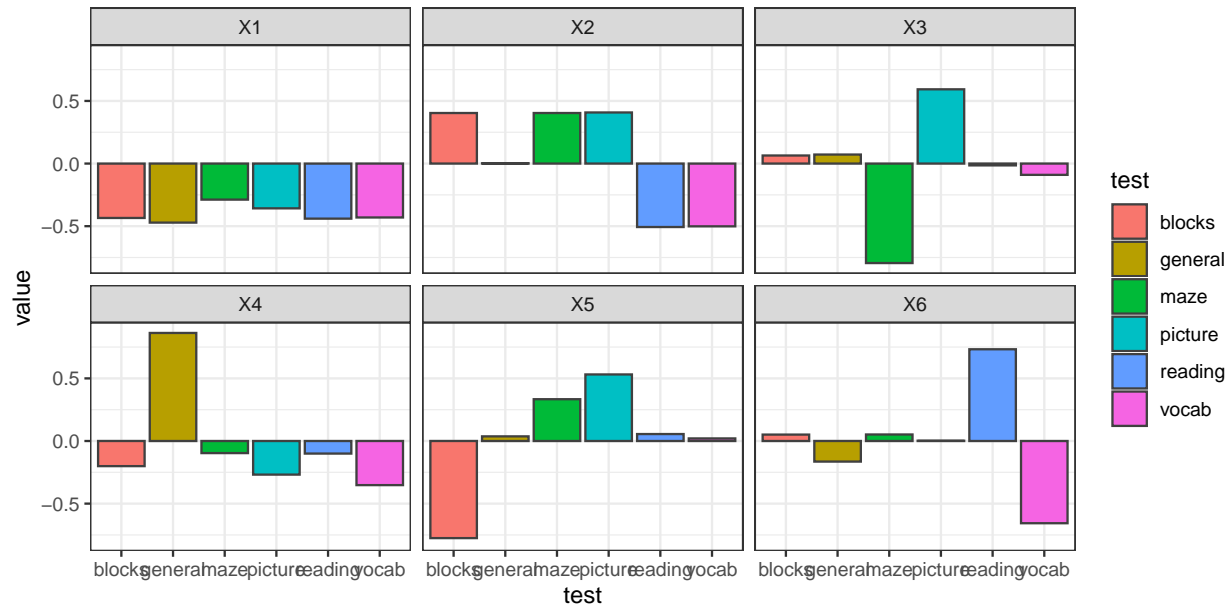 X1 X2 X3
0.5
0.0
−0.5
X4 X5 X6
0.5
0.0
−0.5
value
blocks general maze picture reading vocab blocks general maze picture reading vocab blocks general maze picture reading vocab
test
test
blocks
general
maze
picture
reading
vocab